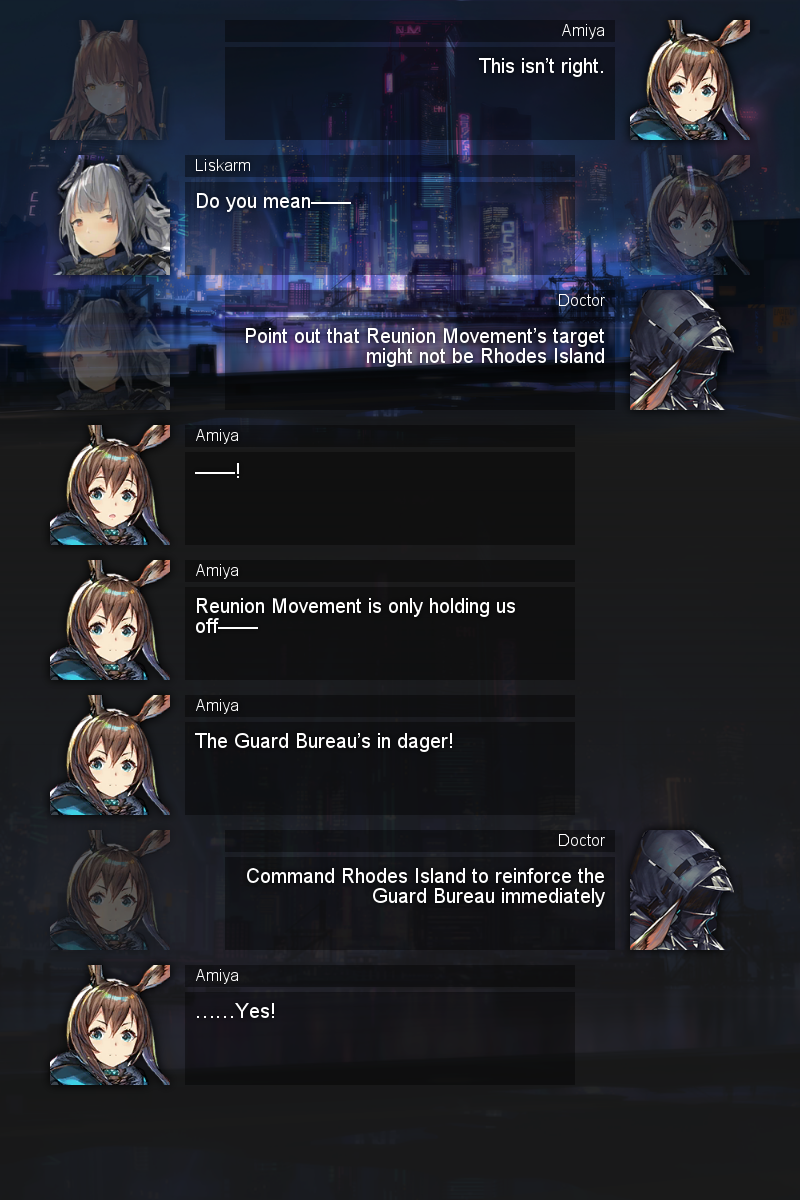 Amiya
This isn't right.
Liskarm
Do you mean——
Doctor
Point out that Reunion Movement's target
might not be Rhodes Island
Amiya
——!
Amiya
Reunion Movement is only holding us
off——
Amiya
The Guard Bureau's in dager!
Doctor
Command Rhodes Island to reinforce the
Guard Bureau immediately
Amiya
……Yes!